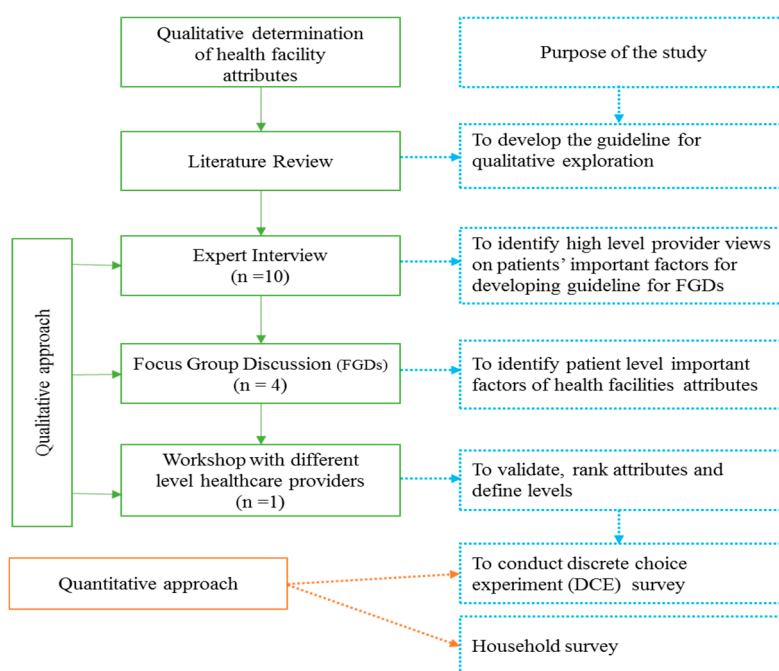 Qualitative determination
of health facility
attributes
Purpose of the study
Literature Review
To develop the guideline for
qualitative exploration
Qualitative approach
Expert Interview
(n =10)
To identify high level provider views
on patients’ important factors for
developing guideline for FGDs
Focus Group Discussion (FGDs)
(n = 4)
To identify patient level important
factors of health facilities attributes
Workshop with different
level healthcare providers
(n =1)
To validate, rank attributes and
define levels
Quantitative approach
To conduct discrete choice
experiment (DCE) survey
Household survey